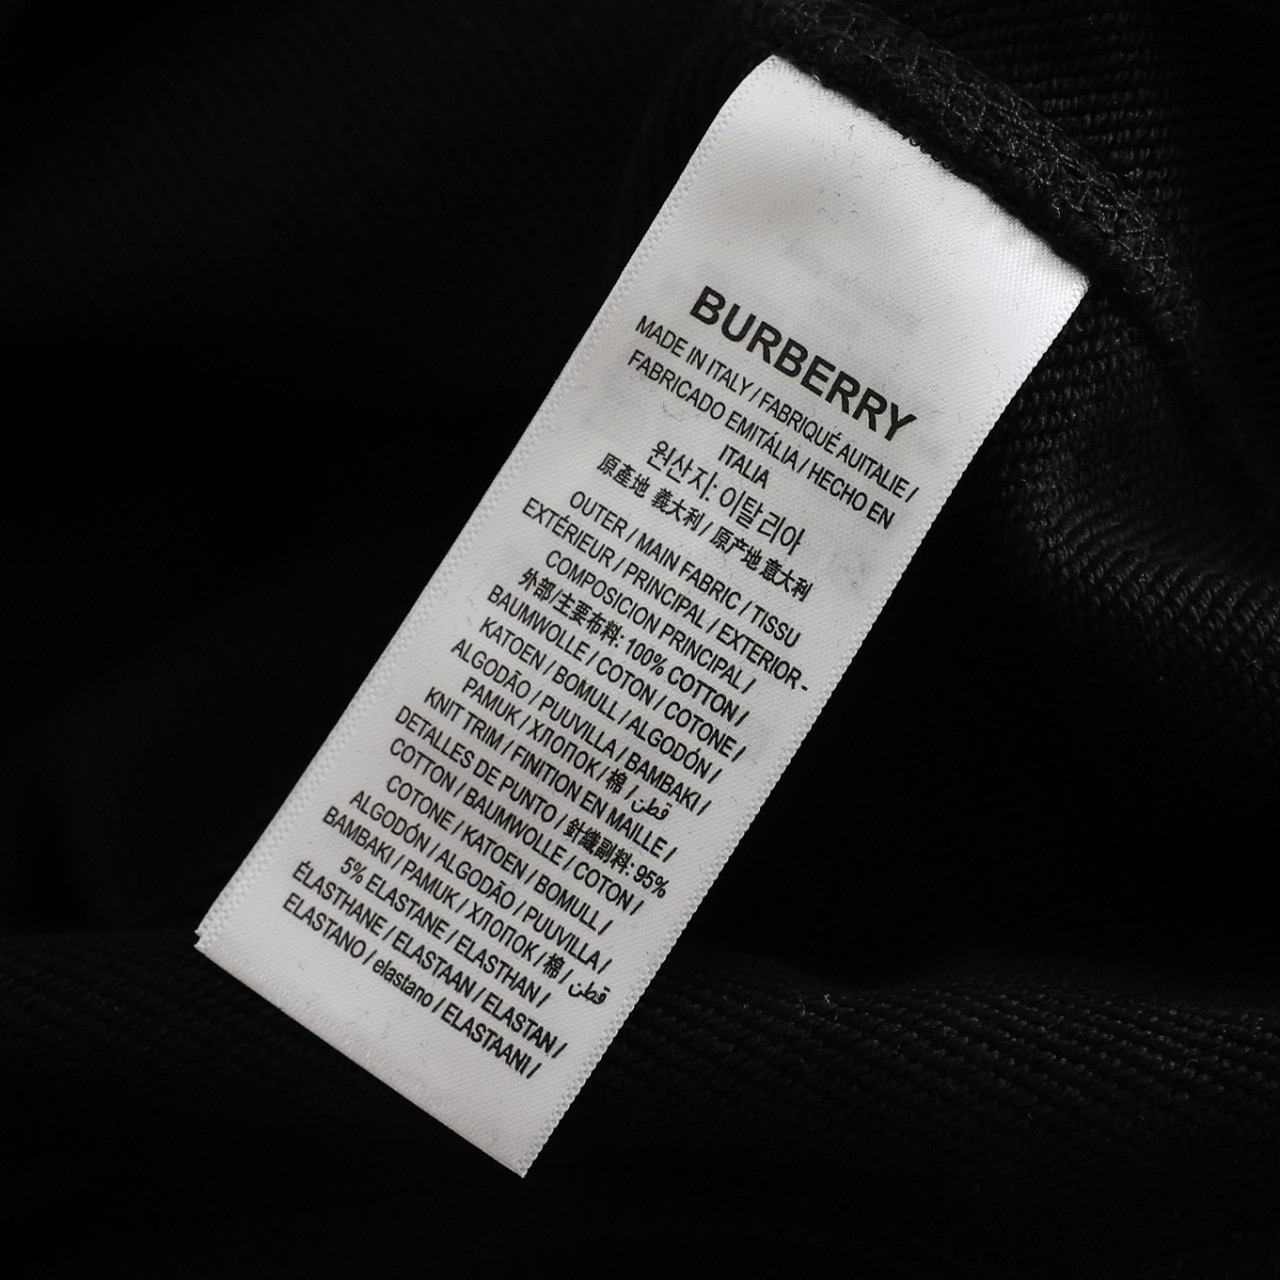 BURBERRY
MADE IN ITALY / FABRIQUÉ AUITALIE /
FABRICADO EMITÁLIA / HECHO EN
ITALIA
원산지: 이탈리아
原產地 義大利 / 原产地 意大利
OUTER / MAIN FABRIC / TISSU
EXTÉRIEUR / PRINCIPAL / EXTERIOR -
COMPOSICION PRINCIPAL /
外部/主要布料: 100% COTTON /
BAUMWOLLE / COTON / COTONE /
KATOEN / BOMULL / ALGODÓN /
ALGODÃO / PUUVILLA / BAMBAKI /
PAMUK / ХЛОПОК / 棉 / قطن
KNIT TRIM / FINITION EN MAILLE /
DETALLES DE PUNTO / 針織副料: 95%
COTTON / BAUMWOLLE / COTON /
COTONE / KATOEN / BOMULL /
ALGODÓN / ALGODÃO / PUUVILLA /
BAMBAKI / PAMUK / ХЛОПОК / 棉 / قطن
5% ELASTANE / ELASTHAN /
ÉLASTHANE / ELASTAAN / ELASTAN /
ELASTANO / elastano / ELASTAANI /